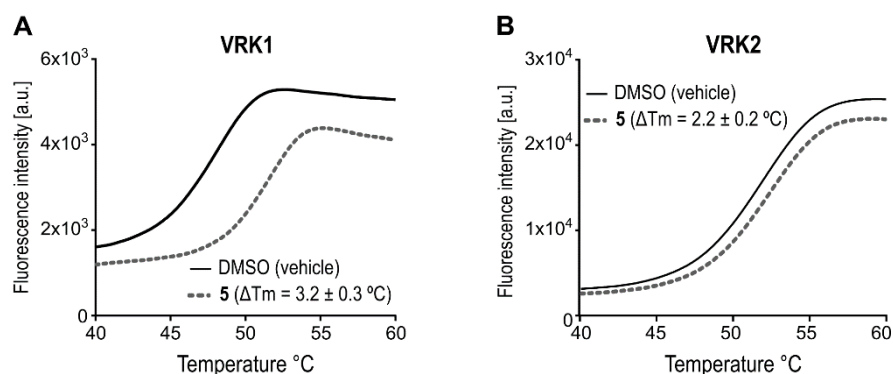 A
VRK1
6x10³
4x10³
2x10³
0
Fluorescence intensity [a.u.]
DMSO (vehicle)
5 (ΔTm = 3.2 ± 0.3 ºC)
40 45 50 55 60
Temperature °C
B
VRK2
3x10⁴
2x10⁴
1x10⁴
0
Fluorescence intensity [a.u.]
DMSO (vehicle)
5 (ΔTm = 2.2 ± 0.2 ºC)
40 45 50 55 60
Temperature °C